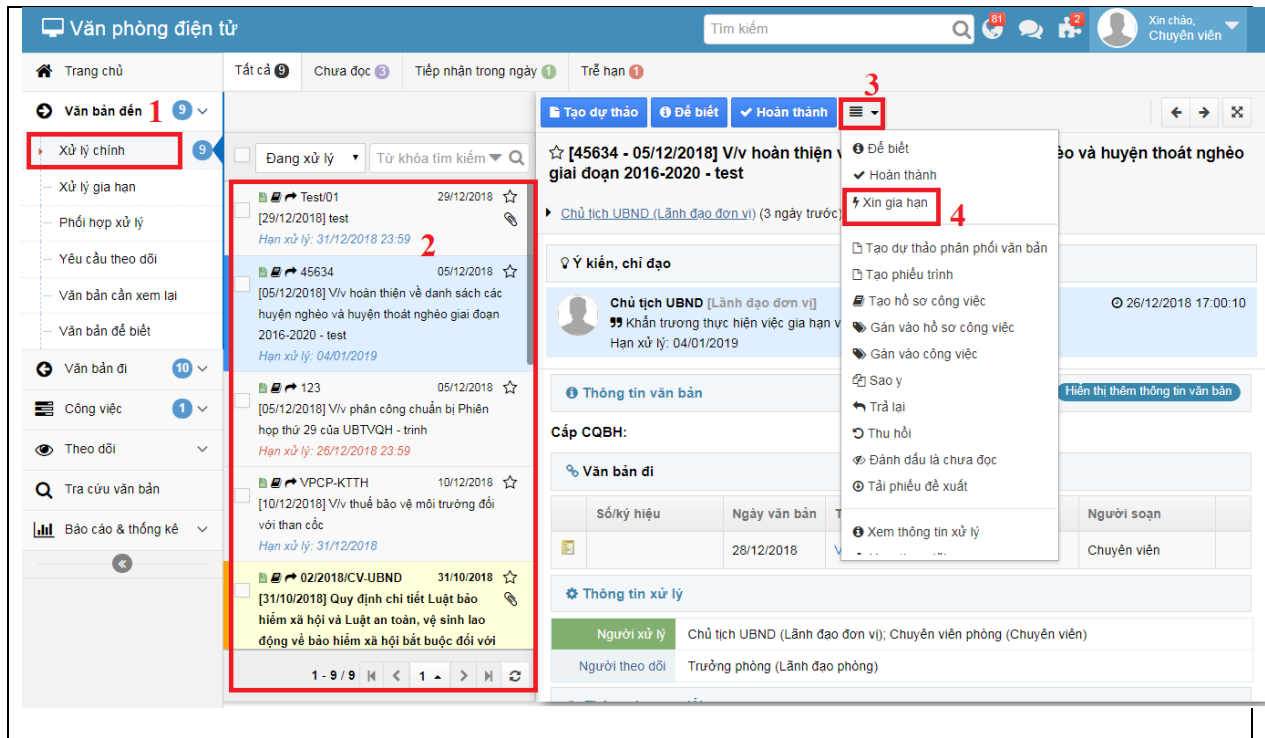 Văn phòng điện tử
Tìm kiếm
81
2
Xin chào,
Chuyên viên
Trang chủ
Văn bản đến 1 9
Xử lý chính 9
Xử lý gia hạn
Phối hợp xử lý
Yêu cầu theo dõi
Văn bản cần xem lại
Văn bản để biết
Văn bản đi 10
Công việc 1
Theo dõi
Tra cứu văn bản
Báo cáo & thống kê
Tất cả 9 Chưa đọc 3 Tiếp nhận trong ngày 1 Trễ hạn 1
Đang xử lý Từ khóa tìm kiếm
Test/01 29/12/2018
[29/12/2018] test
Hạn xử lý: 31/12/2018 23:59
2
45634 05/12/2018
[05/12/2018] V/v hoàn thiện về danh sách các
huyện nghèo và huyện thoát nghèo giai đoạn
2016-2020 - test
Hạn xử lý: 04/01/2019
123 05/12/2018
[05/12/2018] V/v phân công chuẩn bị Phiên
họp thứ 29 của UBTVQH - trinh
Hạn xử lý: 26/12/2018 23:59
VPCP-KTTH 10/12/2018
[10/12/2018] V/v thuế bảo vệ môi trường đối
với than cốc
Hạn xử lý: 31/12/2018
02/2018/CV-UBND 31/10/2018
[31/10/2018] Quy định chi tiết Luật bảo
hiểm xã hội và Luật an toàn, vệ sinh lao
động về bảo hiểm xã hội bắt buộc đối với
1 - 9 / 9 1
3
Tạo dự thảo Để biết Hoàn thành
[45634 - 05/12/2018] V/v hoàn thiện v èo và huyện thoát nghèo
giai đoạn 2016-2020 - test
Chủ tịch UBND (Lãnh đạo đơn vị) (3 ngày trước)
Ý kiến, chỉ đạo
Chủ tịch UBND [Lãnh đạo đơn vị] 26/12/2018 17:00:10
Khẩn trương thực hiện việc gia hạn v
Hạn xử lý: 04/01/2019
Thông tin văn bản Hiển thị thêm thông tin văn bản
Cấp CQBH:
Văn bản đi
Số/ký hiệu Ngày văn bản T Người soạn
28/12/2018 V Chuyên viên
Thông tin xử lý
Người xử lý Chủ tịch UBND (Lãnh đạo đơn vị); Chuyên viên phòng (Chuyên viên)
Người theo dõi Trưởng phòng (Lãnh đạo phòng)
Để biết
Hoàn thành
Xin gia hạn 4
Tạo dự thảo phân phối văn bản
Tạo phiếu trình
Tạo hồ sơ công việc
Gán vào hồ sơ công việc
Gán vào công việc
Sao y
Trả lại
Thu hồi
Đánh dấu là chưa đọc
Tải phiếu đề xuất
Xem thông tin xử lý